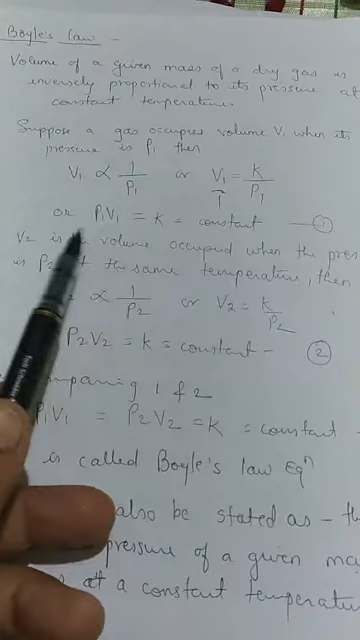 Boyle's law -
Volume of a given mass of a dry gas is
inversely proportional to its pressure at
constant temperature.
Suppose a gas occupies volume V1 when its
pressure is P1 then
V1 ∝ 1/P1 or V1 = K/P1
or P1V1 = K = constant — ①
V2 is volume occupied when the pres
is P2 at the same temperature, then
∝ 1/P2 or V2 = K/P2
P2V2 = K = constant - ②
mparing 1 & 2
P1V1 = P2V2 = K = constant
is called Boyle's law Eqn
also be stated as - th
pressure of a given ma
at a constant temperatu